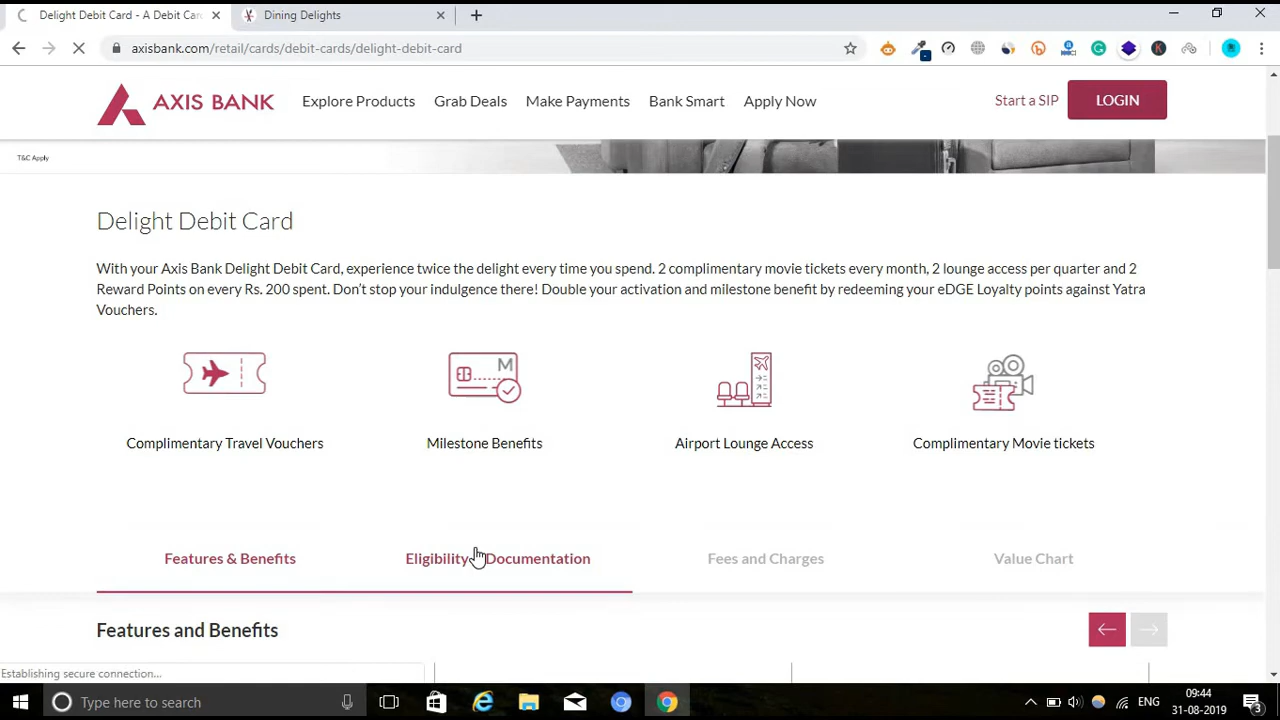 Delight Debit Card - A Debit Car
Dining Delights
axisbank.com/retail/cards/debit-cards/delight-debit-card
AXIS BANK
Explore Products
Grab Deals
Make Payments
Bank Smart
Apply Now
Start a SIP
LOGIN
T&C Apply
Delight Debit Card
With your Axis Bank Delight Debit Card, experience twice the delight every time you spend. 2 complimentary movie tickets every month, 2 lounge access per quarter and 2
Reward Points on every Rs. 200 spent. Don't stop your indulgence there! Double your activation and milestone benefit by redeeming your eDGE Loyalty points against Yatra
Vouchers.
M
Complimentary Travel Vouchers
Milestone Benefits
Airport Lounge Access
Complimentary Movie tickets
Features & Benefits
Eligibility Documentation
Fees and Charges
Value Chart
Features and Benefits
Establishing secure connection...
Type here to search
ENG
09:44
31-08-2019
3